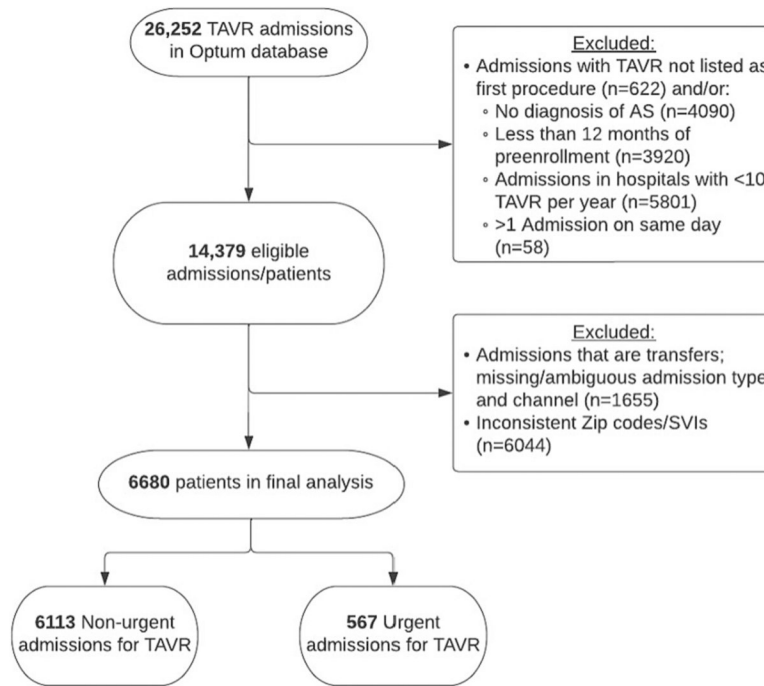 26,252 TAVR admissions
in Optum database
Excluded:
• Admissions with TAVR not listed as
first procedure (n=622) and/or:
◦ No diagnosis of AS (n=4090)
◦ Less than 12 months of
preenrollment (n=3920)
◦ Admissions in hospitals with <10
TAVR per year (n=5801)
◦ >1 Admission on same day
(n=58)
14,379 eligible
admissions/patients
Excluded:
• Admissions that are transfers;
missing/ambiguous admission type
and channel (n=1655)
• Inconsistent Zip codes/SVIs
(n=6044)
6680 patients in final analysis
6113 Non-urgent
admissions for TAVR
567 Urgent
admissions for TAVR